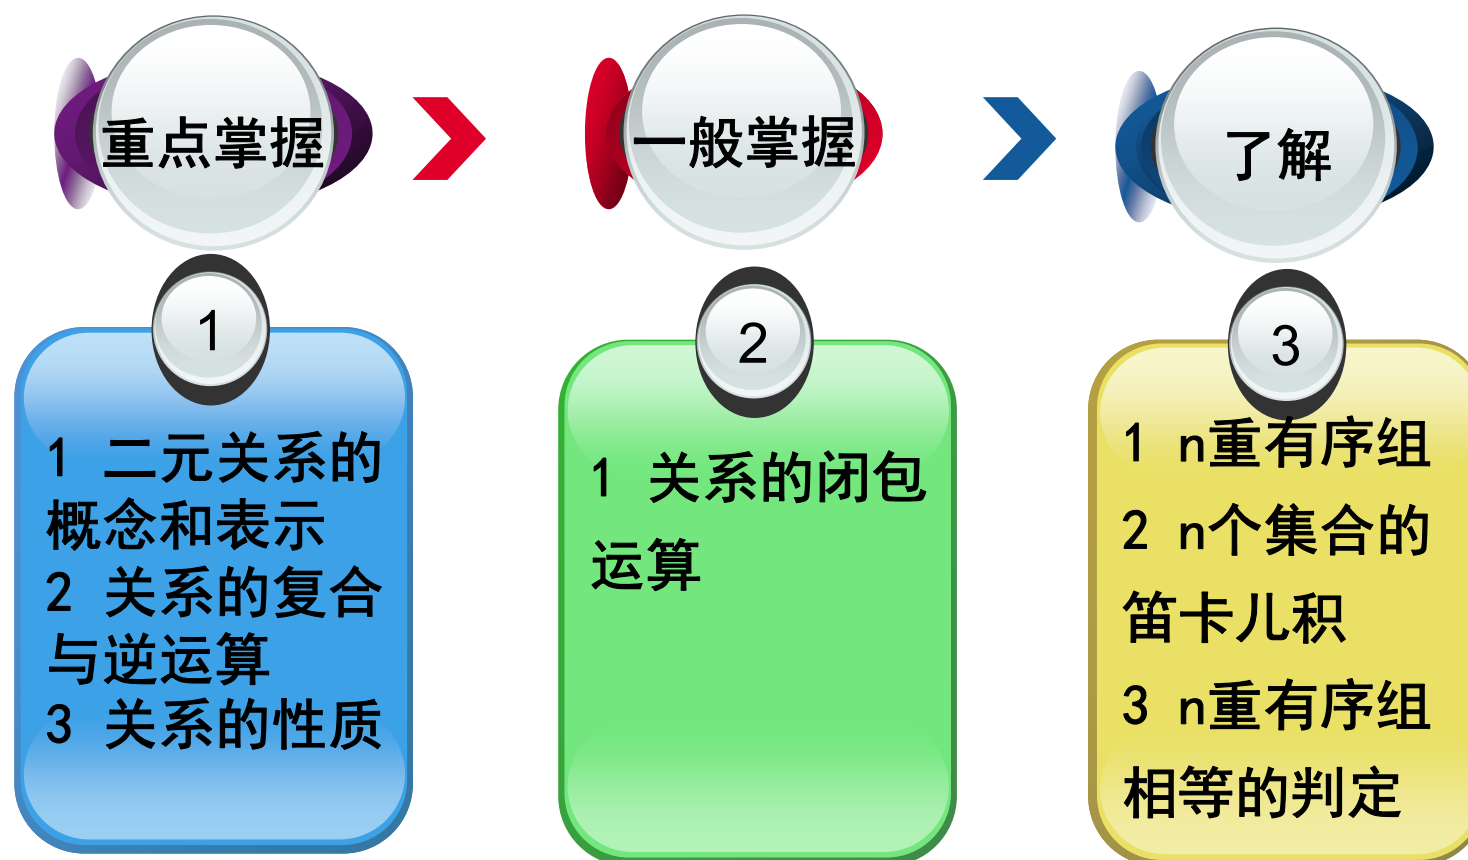 重点掌握
一般掌握
了解
1
1 二元关系的
概念和表示
2 关系的复合
与逆运算
3 关系的性质
2
1 关系的闭包
运算
3
1 n重有序组
2 n个集合的
笛卡儿积
3 n重有序组
相等的判定